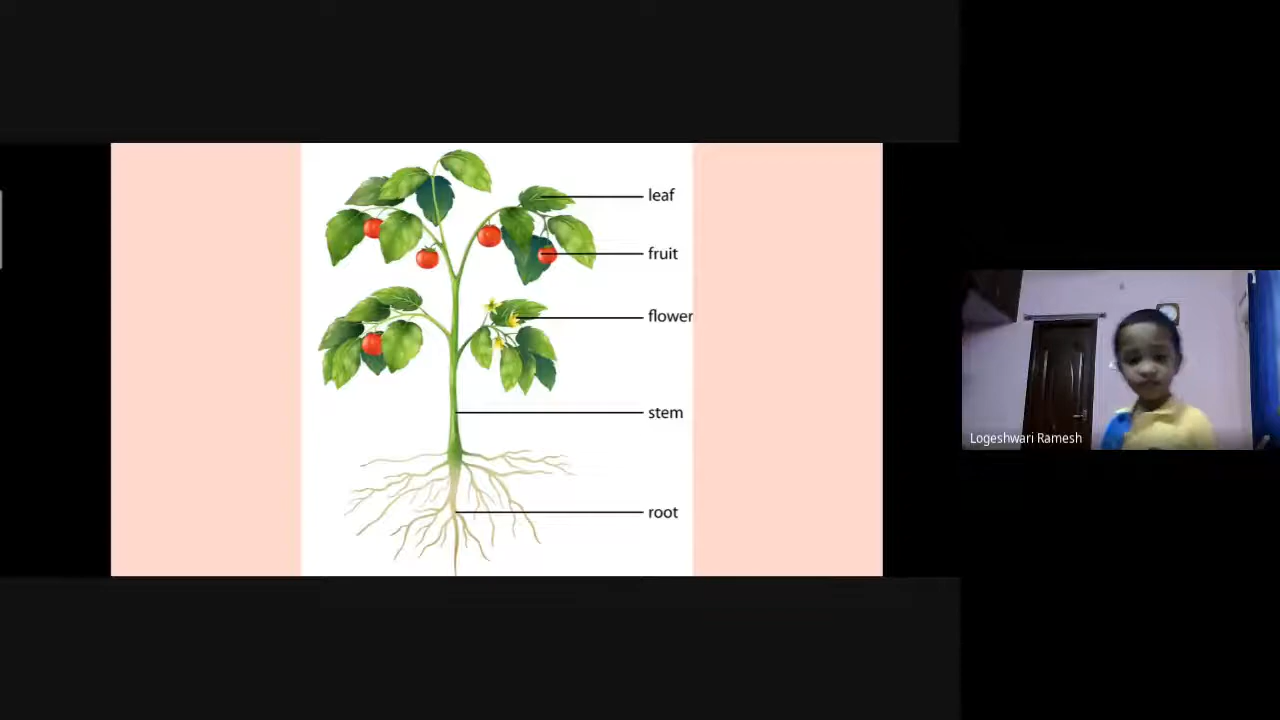 leaf
fruit
flower
stem
root
Logeshwari Ramesh